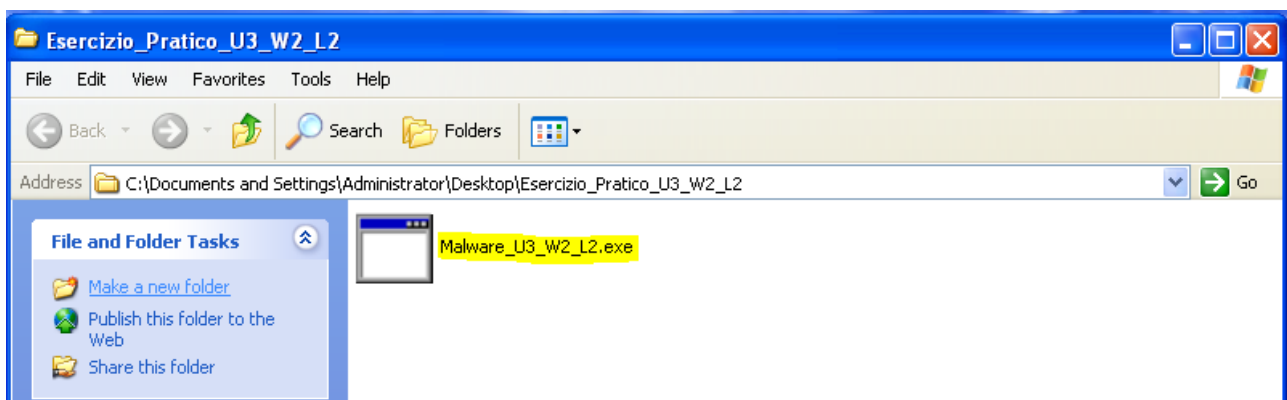 Esercizio_Pratico_U3_W2_L2
File Edit View Favorites Tools Help
Back Search Folders
Address C:\Documents and Settings\Administrator\Desktop\Esercizio_Pratico_U3_W2_L2 Go
File and Folder Tasks
Make a new folder
Publish this folder to the
Web
Share this folder
Malware_U3_W2_L2.exe